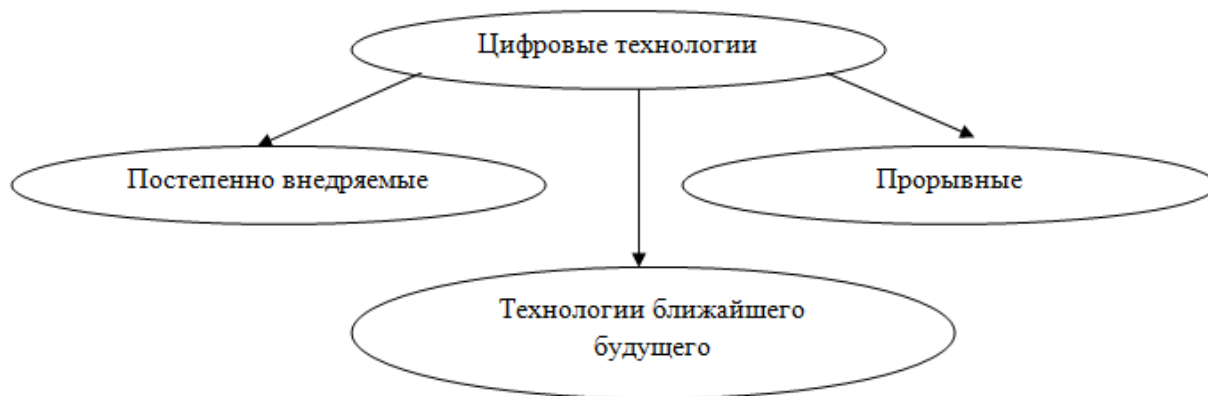 Цифровые технологии
Постепенно внедряемые
Прорывные
Технологии ближайшего
будущего